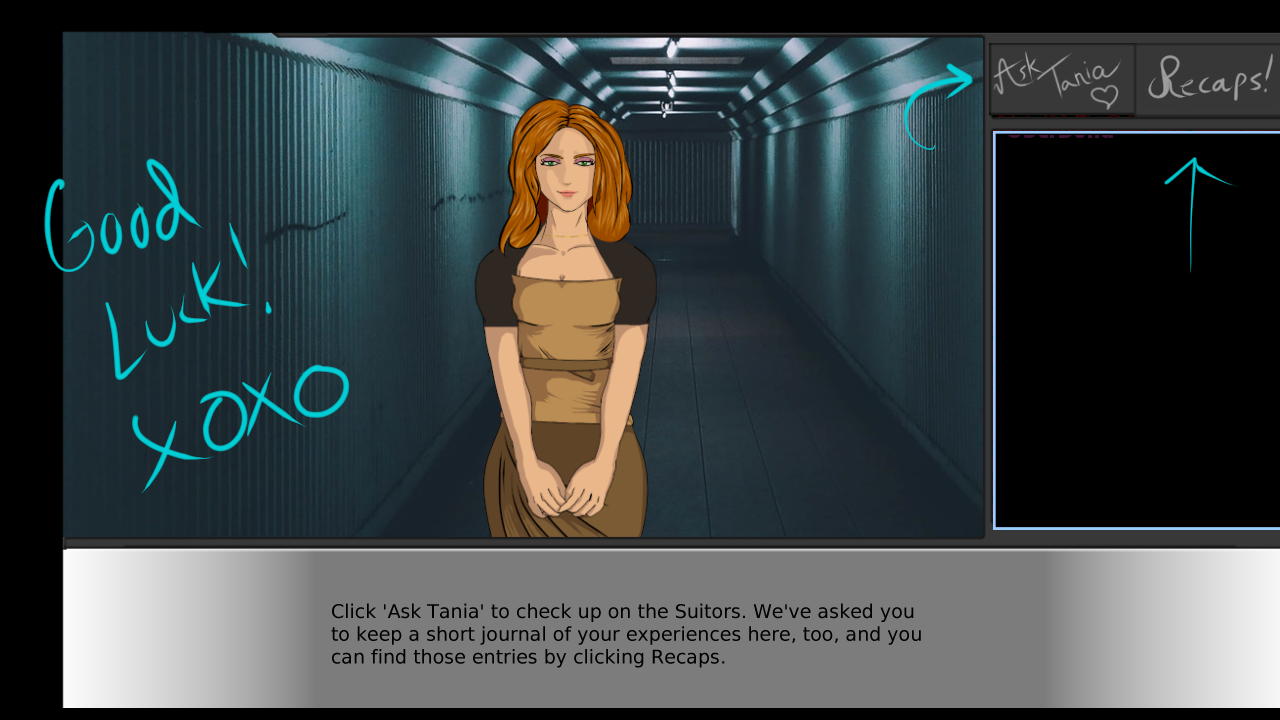 Ask Tania
Recaps!
Good
Luck!
XOXO
Click 'Ask Tania' to check up on the Suitors. We've asked you
to keep a short journal of your experiences here, too, and you
can find those entries by clicking Recaps.